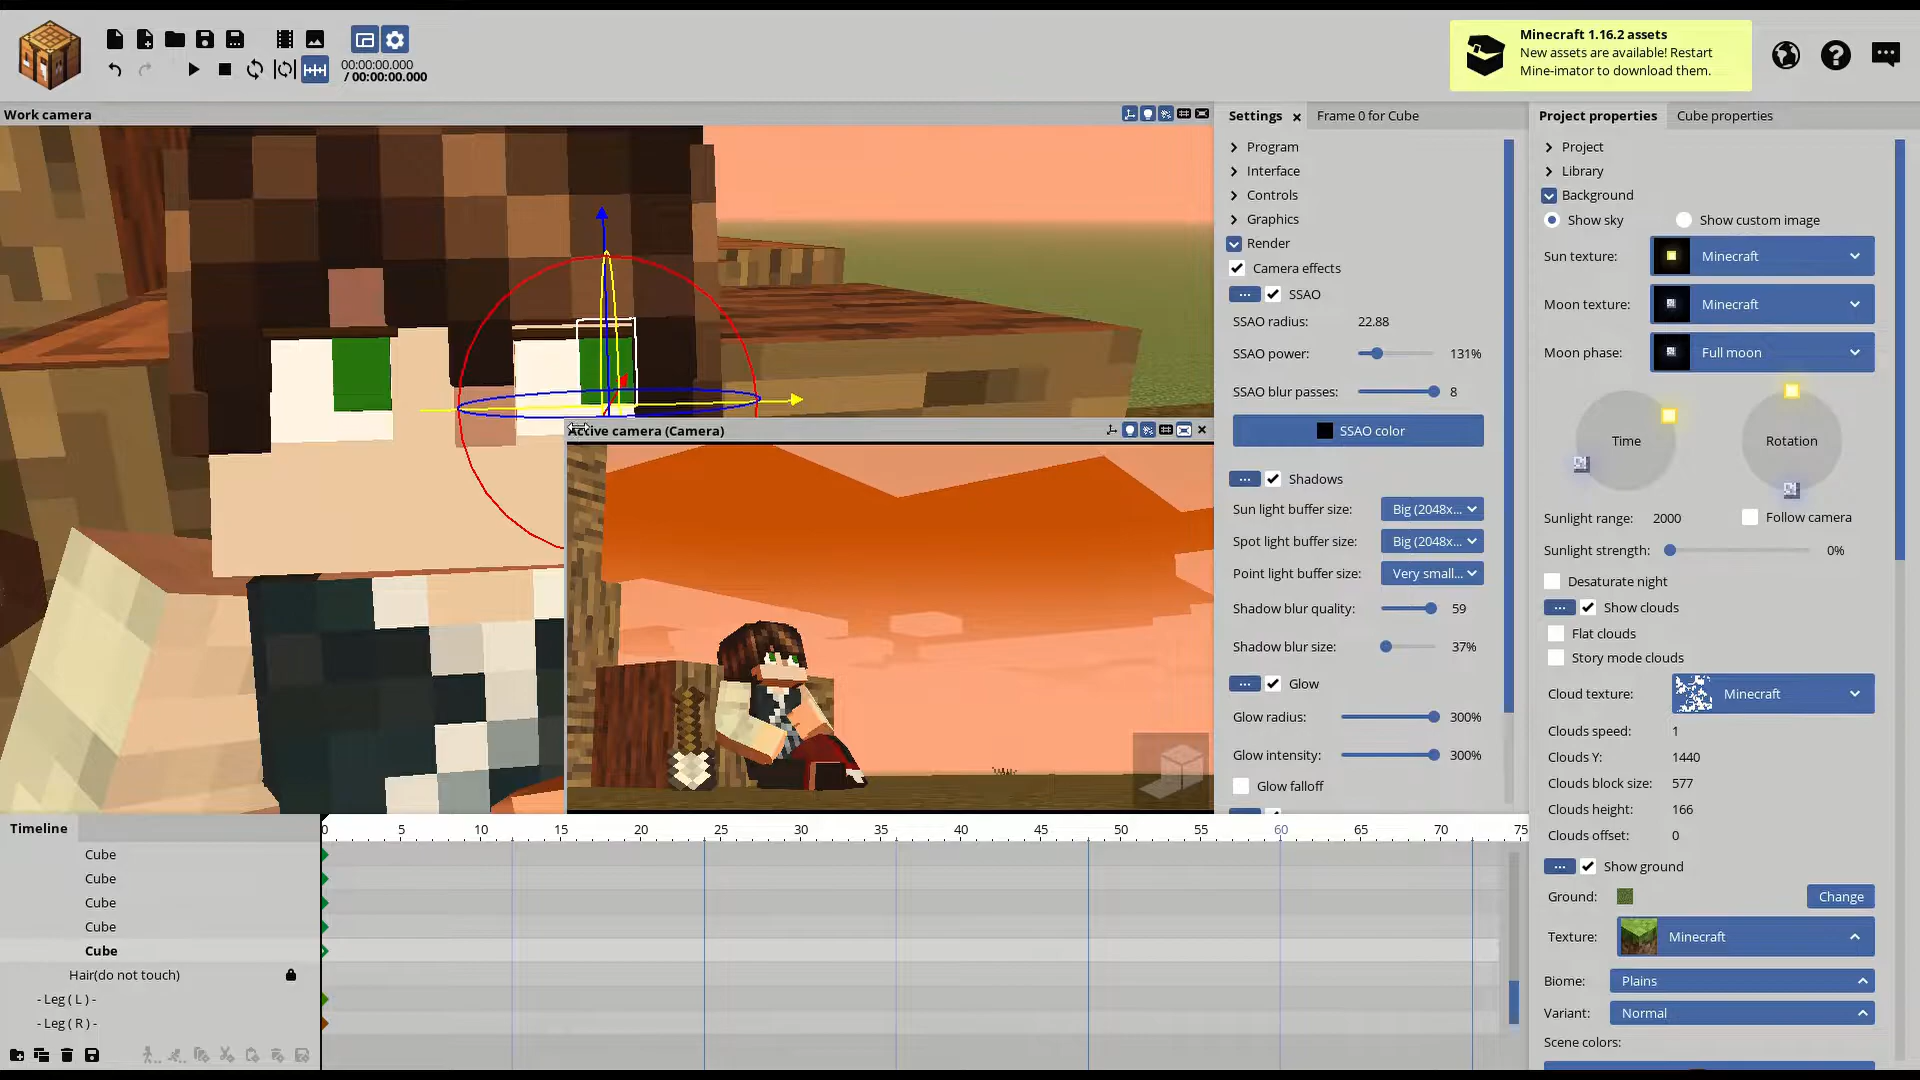 00:00:00.000
/ 00:00:00.000
Minecraft 1.16.2 assets
New assets are available! Restart
Mine-imator to download them.
Work camera
Settings
Frame 0 for Cube
Project properties
Cube properties
Program
Interface
Controls
Graphics
Render
Camera effects
SSAO
SSAO radius: 22.88
SSAO power: 131%
SSAO blur passes: 8
SSAO color
Shadows
Sun light buffer size: Big (2048x...
Spot light buffer size: Big (2048x...
Point light buffer size: Very small...
Shadow blur quality: 59
Shadow blur size: 37%
Glow
Glow radius: 300%
Glow intensity: 300%
Glow falloff
Project
Library
Background
Show sky Show custom image
Sun texture: Minecraft
Moon texture: Minecraft
Moon phase: Full moon
Time Rotation
Sunlight range: 2000 Follow camera
Sunlight strength: 0%
Desaturate night
Show clouds
Flat clouds
Story mode clouds
Cloud texture: Minecraft
Clouds speed: 1
Clouds Y: 1440
Clouds block size: 577
Clouds height: 166
Clouds offset: 0
Show ground
Ground: Change
Texture: Minecraft
Biome: Plains
Variant: Normal
Scene colors:
Active camera (Camera)
Timeline
0 5 10 15 20 25 30 35 40 45 50 55 60 65 70 75
Cube
Cube
Cube
Cube
Cube
Hair(do not touch)
- Leg ( L ) -
- Leg ( R ) -